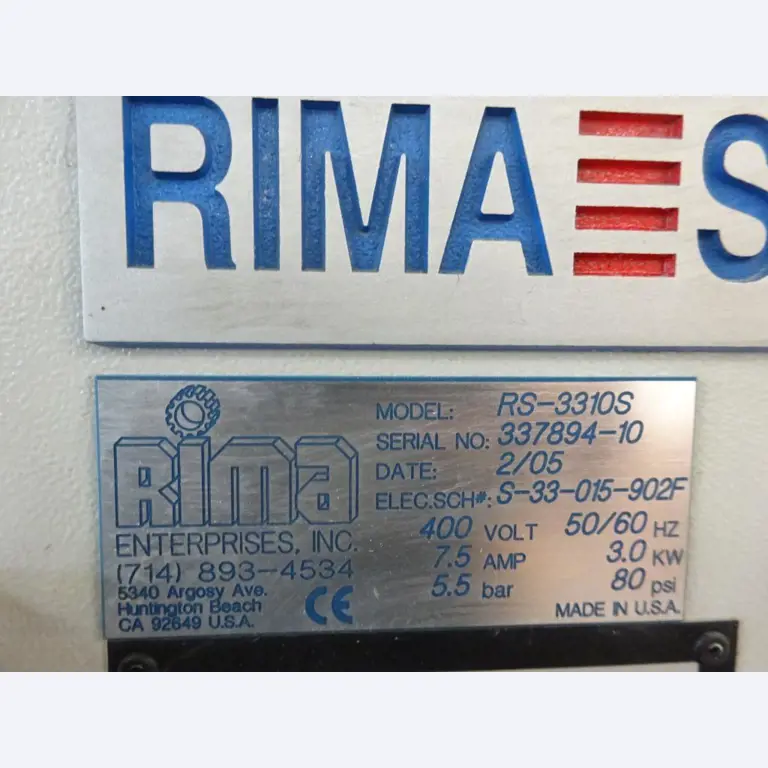 RIMA S
Rima
ENTERPRISES, INC.
(714) 893-4534
5340 Argosy Ave.
Huntington Beach
CA 92649 U.S.A.
CE
MODEL: RS-3310S
SERIAL NO: 337894-10
DATE: 2/05
ELEC.SCH#: S-33-015-902F
400 VOLT 50/60 HZ
7.5 AMP 3.0 KW
5.5 bar 80 psi
MADE IN U.S.A.